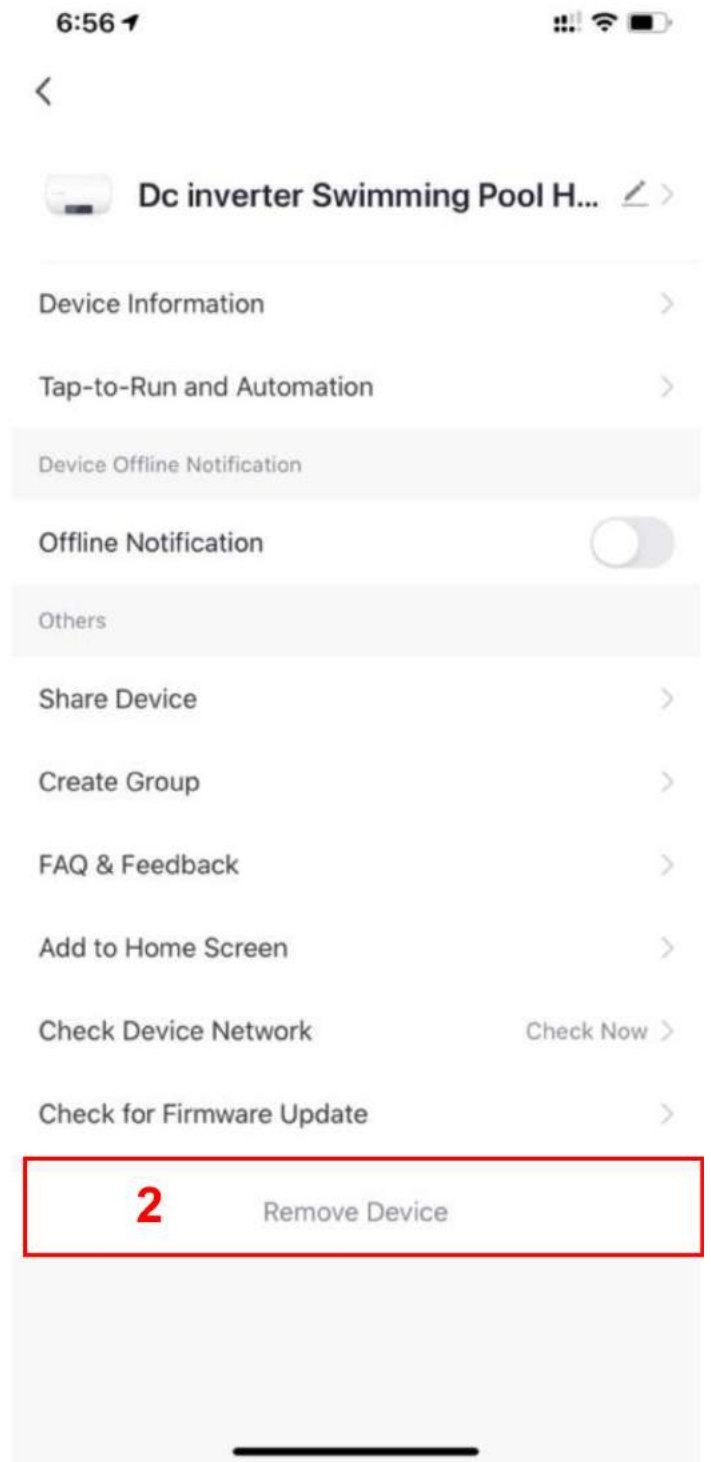 6:56
Dc inverter Swimming Pool H...
Device Information
Tap-to-Run and Automation
Device Offline Notification
Offline Notification
Others
Share Device
Create Group
FAQ & Feedback
Add to Home Screen
Check Device Network Check Now
Check for Firmware Update
2 Remove Device